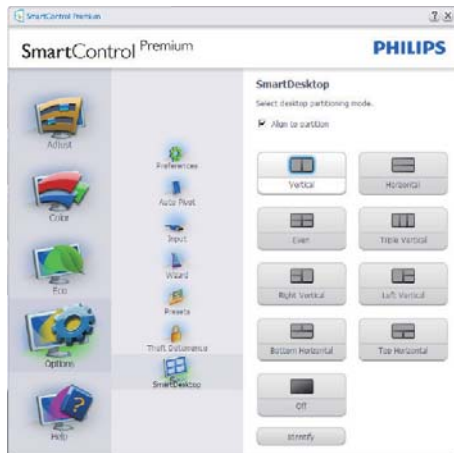 SmartControl Premium
SmartControl Premium
PHILIPS
Adjust
Color
Eco
Options
Help
Preferences
Auto Pivot
Input
Wizard
Presets
Theft Deterrence
SmartDesktop
SmartDesktop
Select desktop partitioning mode.
Align to partition
Vertical
Horizontal
Even
Triple Vertical
Right Vertical
Left Vertical
Bottom Horizontal
Top Horizontal
Off
Identify